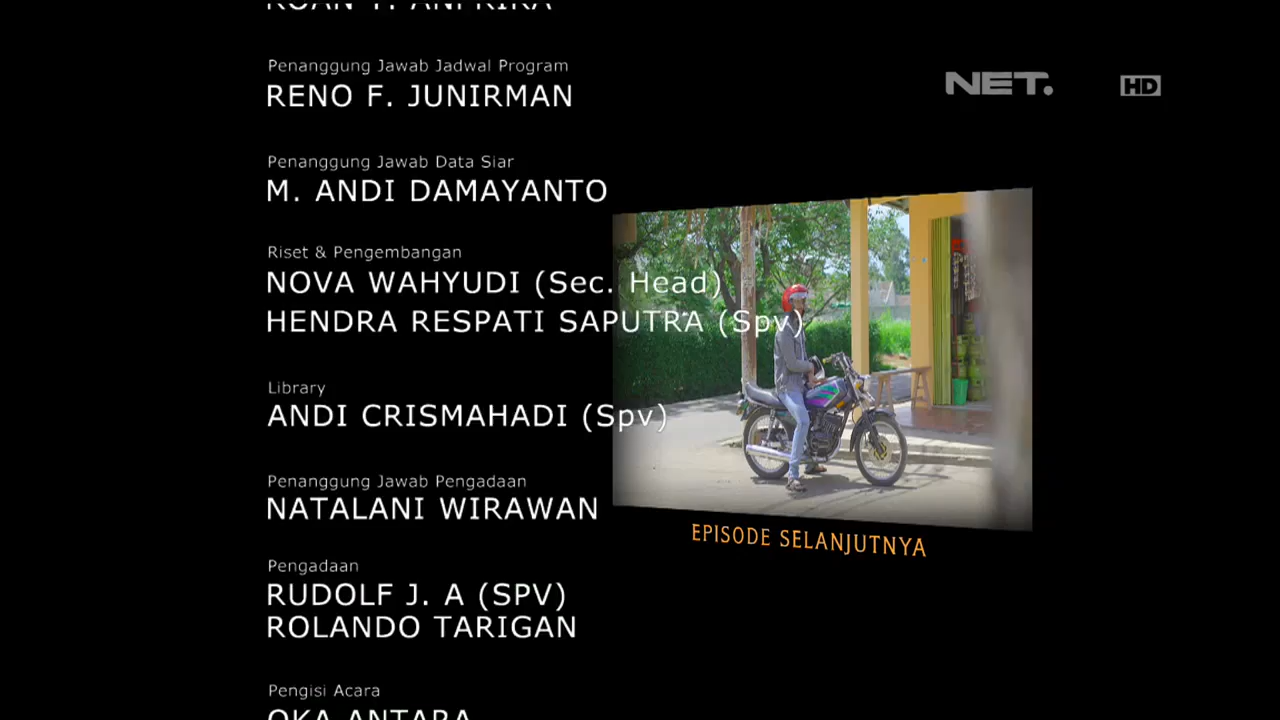 Penanggung Jawab Jadwal Program
RENO F. JUNIRMAN
NET.
HD
Penanggung Jawab Data Siar
M. ANDI DAMAYANTO
Riset & Pengembangan
NOVA WAHYUDI (Sec. Head)
HENDRA RESPATI SAPUTRA (Spv)
Library
ANDI CRISMAHADI (Spv)
Penanggung Jawab Pengadaan
NATALANI WIRAWAN
EPISODE SELANJUTNYA
Pengadaan
RUDOLF J. A (SPV)
ROLANDO TARIGAN
Pengisi Acara
OKA ANTARA